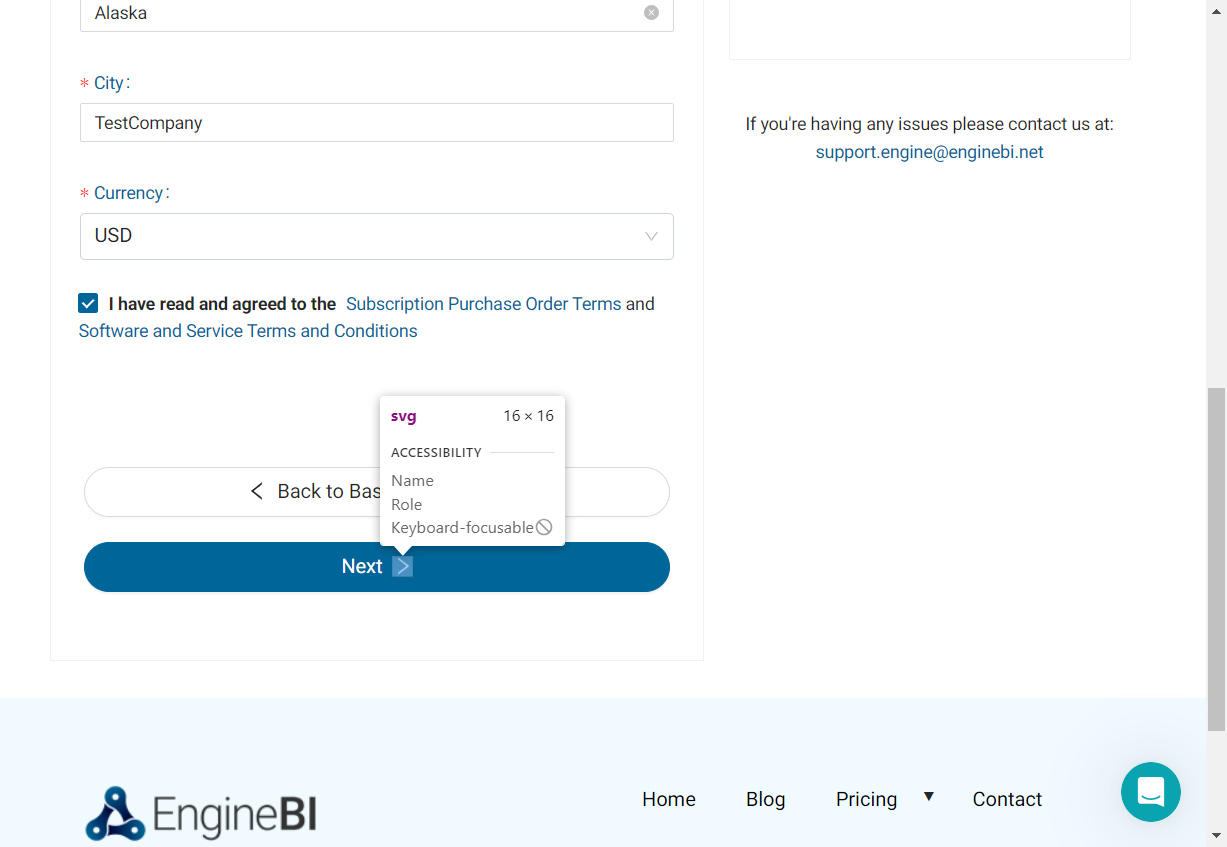 Alaska
* City:
TestCompany
* Currency:
USD
I have read and agreed to the Subscription Purchase Order Terms and
Software and Service Terms and Conditions
svg 16 × 16
ACCESSIBILITY
Name
Role
Keyboard-focusable
Back to Bas
Next
If you're having any issues please contact us at:
support.engine@enginebi.net
EngineBI
Home Blog Pricing Contact